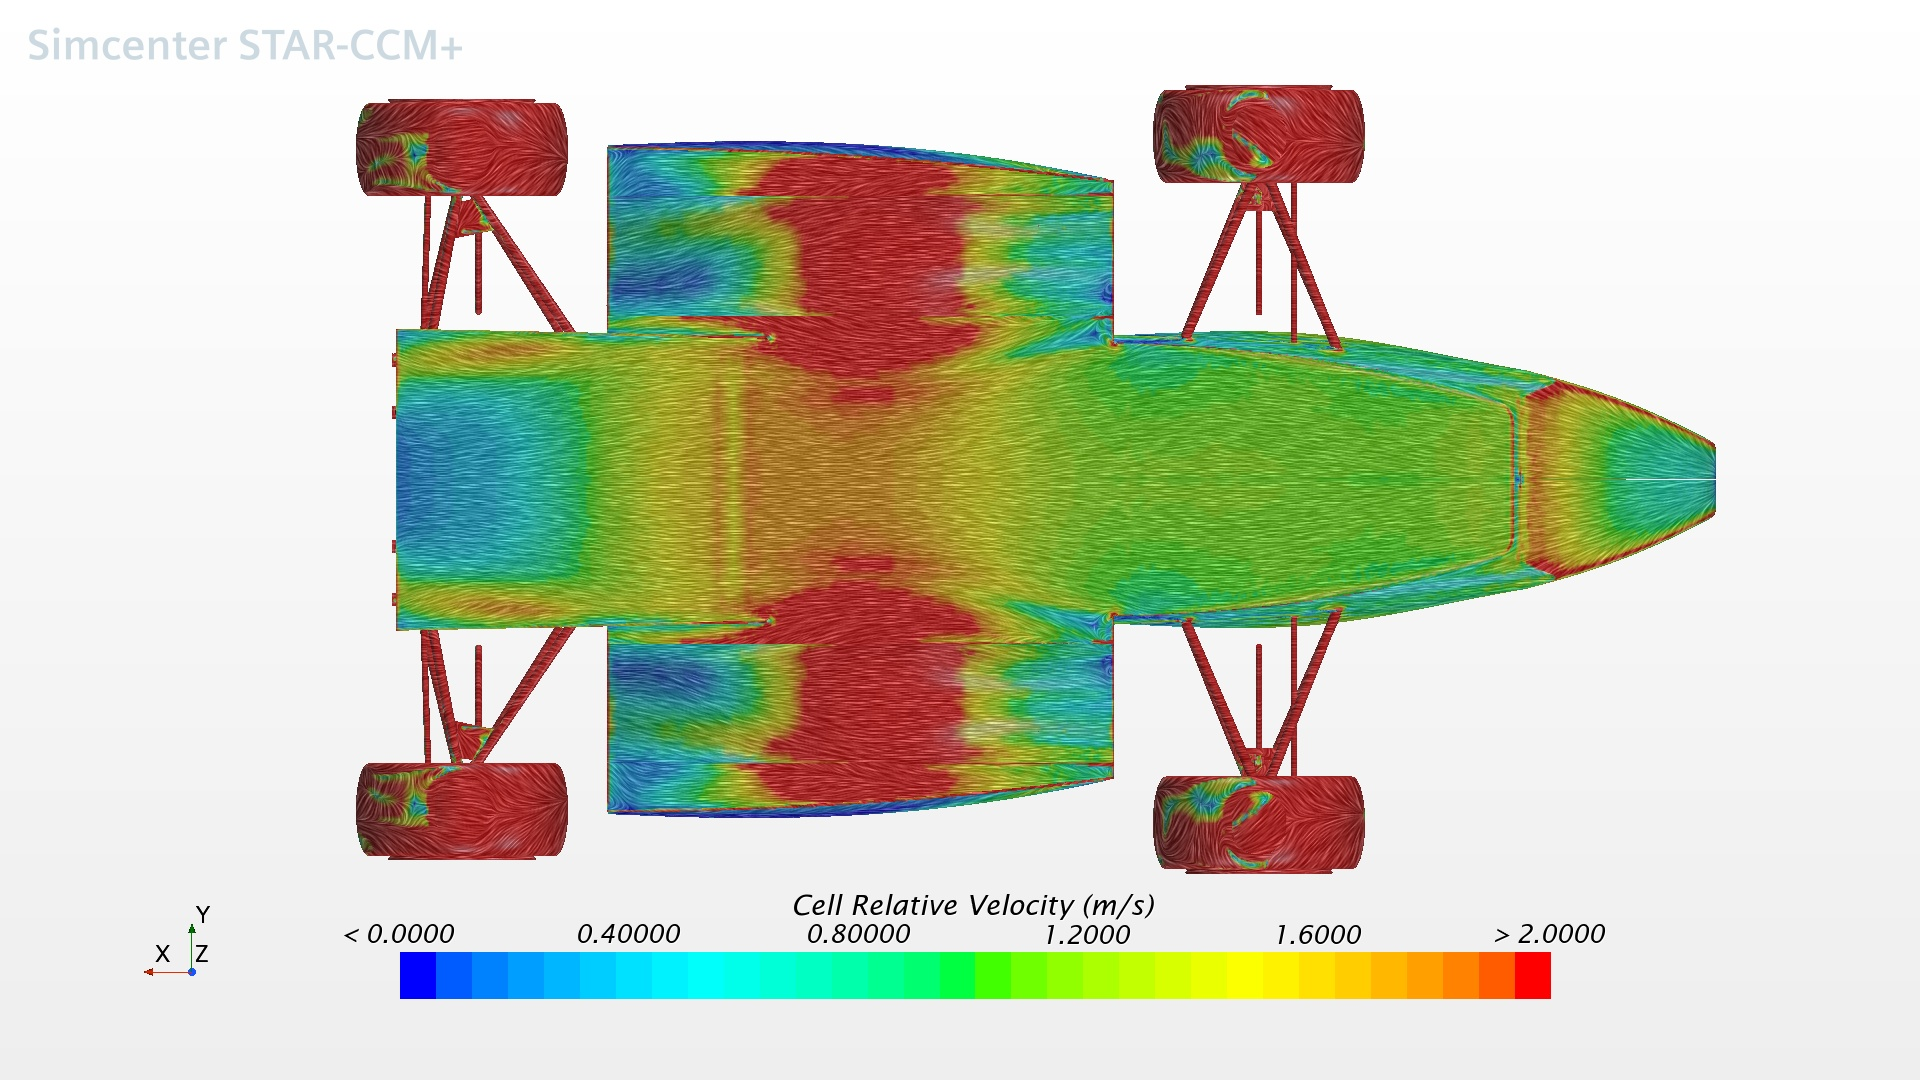 Simcenter STAR-CCM+
Cell Relative Velocity (m/s)
< 0.0000 0.40000 0.80000 1.2000 1.6000 > 2.0000
Y
X Z